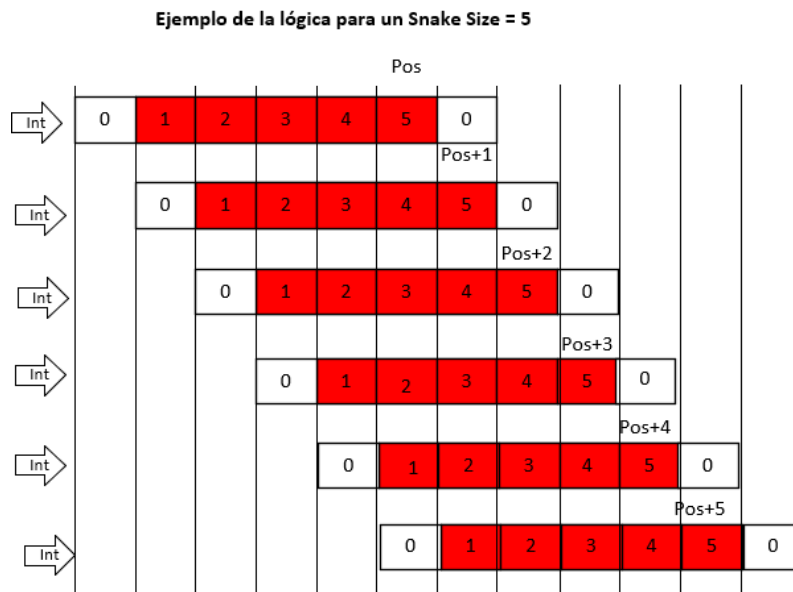 Ejemplo de la lógica para un Snake Size = 5
Pos
Int 0 1 2 3 4 5 0
Pos+1
Int 0 1 2 3 4 5 0
Pos+2
Int 0 1 2 3 4 5 0
Pos+3
Int 0 1 2 3 4 5 0
Pos+4
Int 0 1 2 3 4 5 0
Pos+5
Int 0 1 2 3 4 5 0